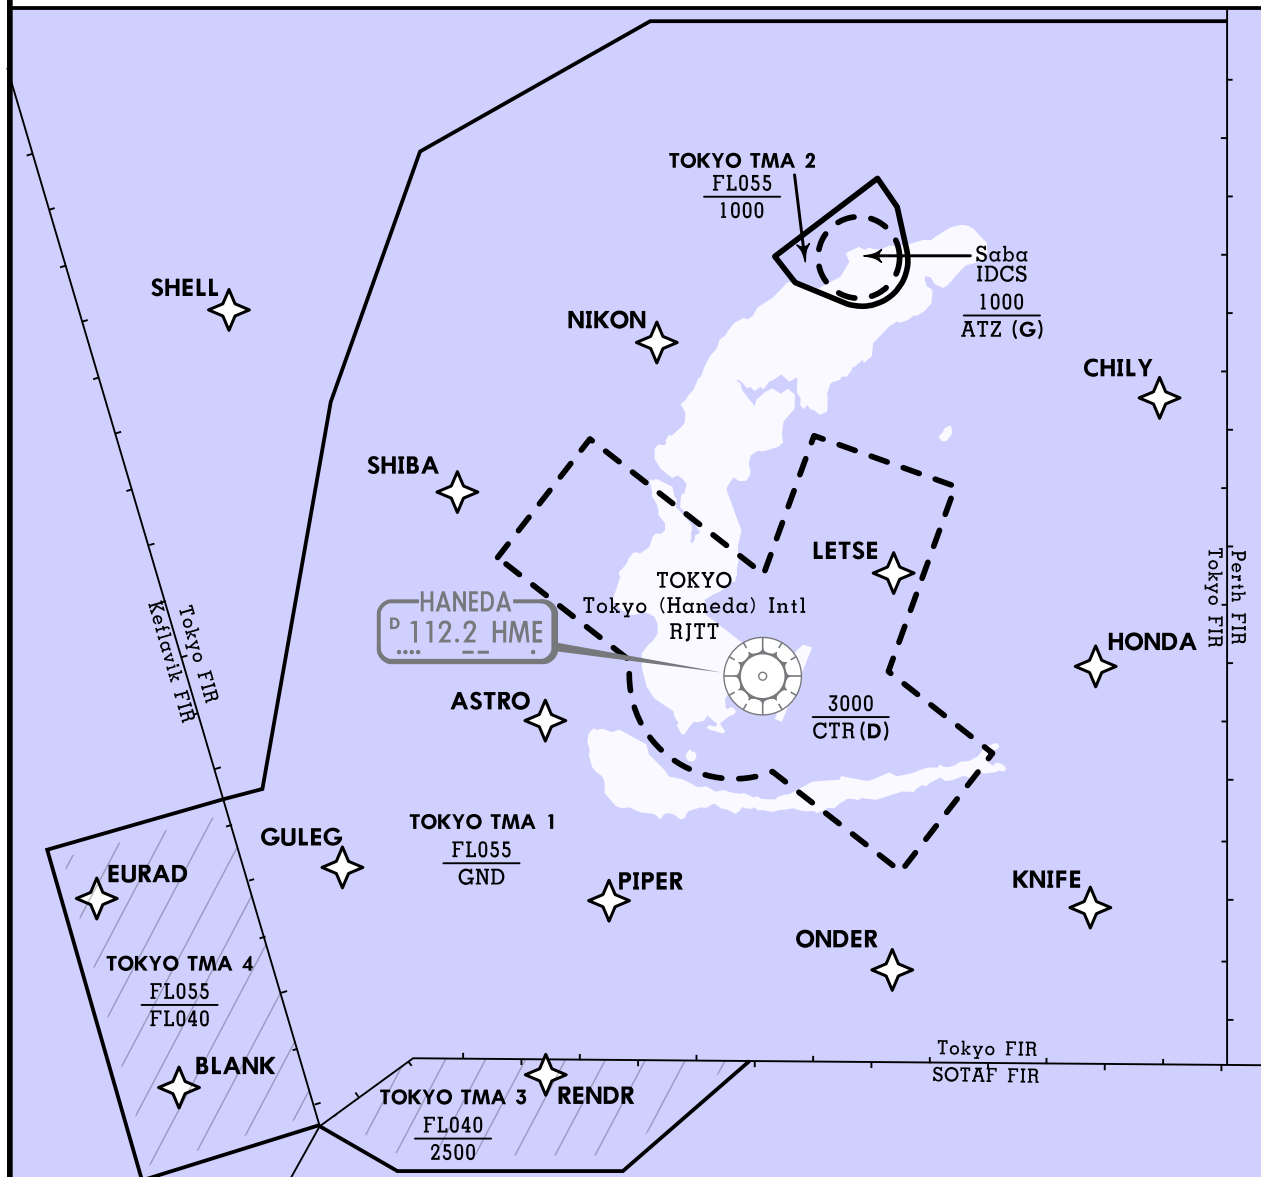 TOKYO TMA 2
FL055
1000
Saba
IDCS
1000
ATZ (G)
SHELL
NIKON
CHILY
SHIBA
LETSE
TOKYO
Tokyo (Haneda) Intl
RJTT
HANEDA
D 112.2 HME
Perth FIR
Tokyo FIR
Tokyo FIR
Keflavik FIR
HONDA
ASTRO
3000
CTR(D)
GULEG
TOKYO TMA 1
FL055
GND
EURAD
PIPER
KNIFE
ONDER
TOKYO TMA 4
FL055
FL040
BLANK
Tokyo FIR
SOTAF FIR
TOKYO TMA 3
FL040
2500
RENDR